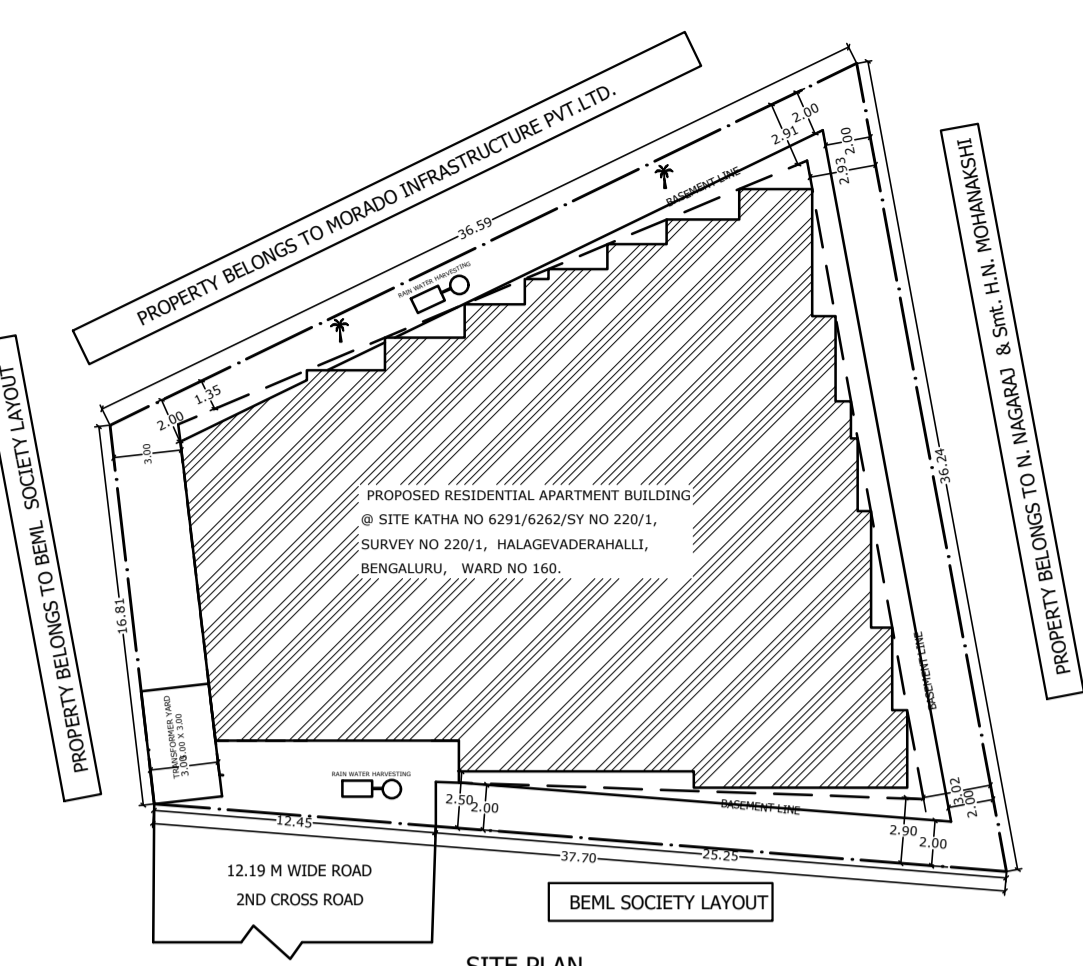 PROPERTY BELONGS TO MORADO INFRASTRUCTURE PVT.LTD.
36.59
2.91
2.00
2.00
2.93
BASEMENT LINE
RAIN WATER HARVESTING
1.35
2.00
3.00
PROPERTY BELONGS TO BEML SOCIETY LAYOUT
16.81
PROPERTY BELONGS TO N. NAGARAJ & Smt. H.N. MOHANAKSHI
36.24
BASEMENT LINE
PROPOSED RESIDENTIAL APARTMENT BUILDING
@ SITE KATHA NO 6291/6262/SY NO 220/1,
SURVEY NO 220/1, HALAGEVADERAHALLI,
BENGALURU, WARD NO 160.
TRANSFORMER YARD
X 3.00
3.00
RAIN WATER HARVESTING
2.50
2.00
BASEMENT LINE
3.02
2.00
2.90
2.00
12.45
37.70
25.25
12.19 M WIDE ROAD
2ND CROSS ROAD
BEML SOCIETY LAYOUT
SITE PLAN